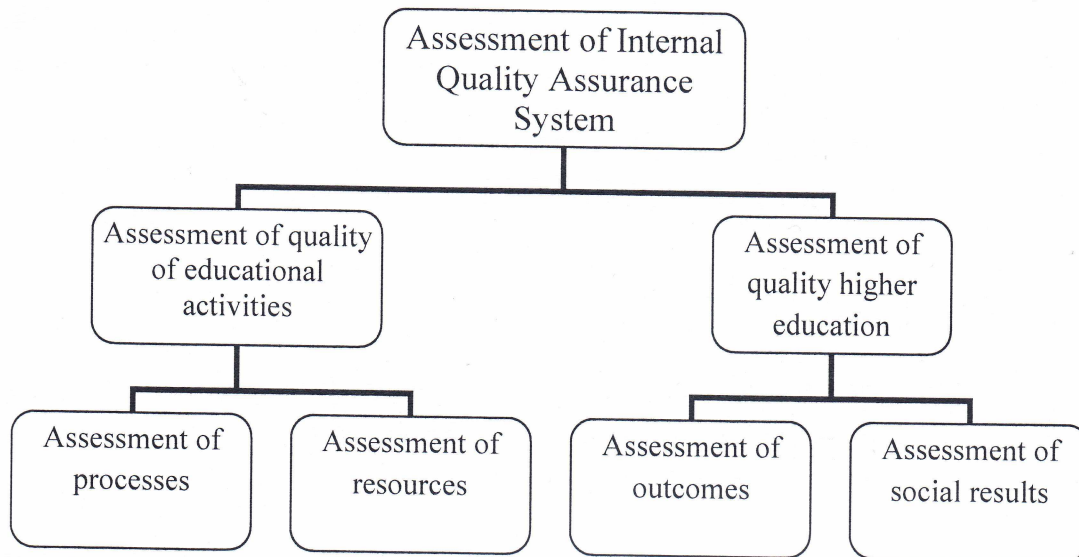 Assessment of Internal
Quality Assurance
System
Assessment of quality
of educational
activities
Assessment of
quality higher
education
Assessment of
processes
Assessment of
resources
Assessment of
outcomes
Assessment of
social results